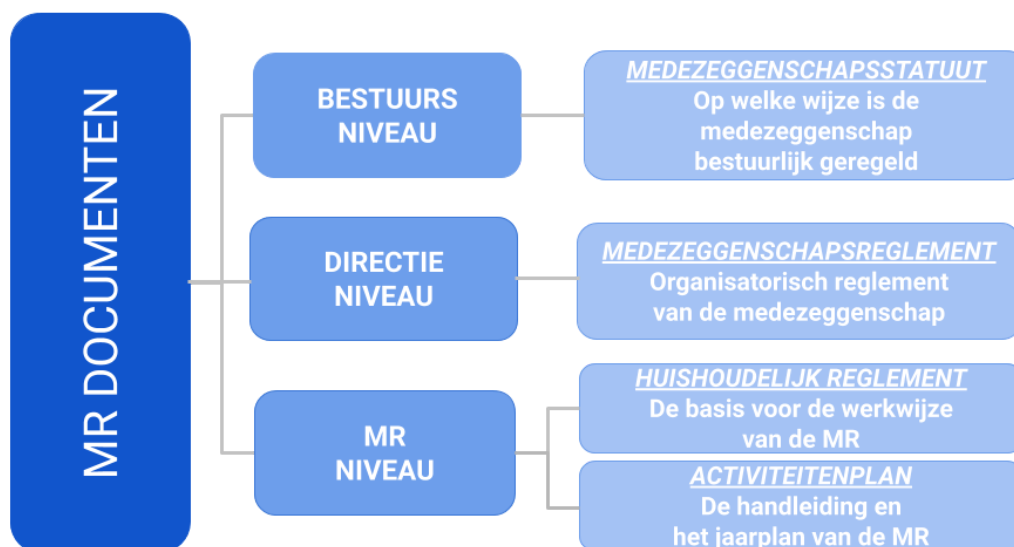 MR DOCUMENTEN
BESTUURS
NIVEAU
MEDEZEGGENSCHAPSSTATUUT
Op welke wijze is de
medezeggenschap
bestuurlijk geregeld
DIRECTIE
NIVEAU
MEDEZEGGENSCHAPSREGLEMENT
Organisatorisch reglement
van de medezeggenschap
MR
NIVEAU
HUISHOUDELIJK REGLEMENT
De basis voor de werkwijze
van de MR
ACTIVITEITENPLAN
De handleiding en
het jaarplan van de MR